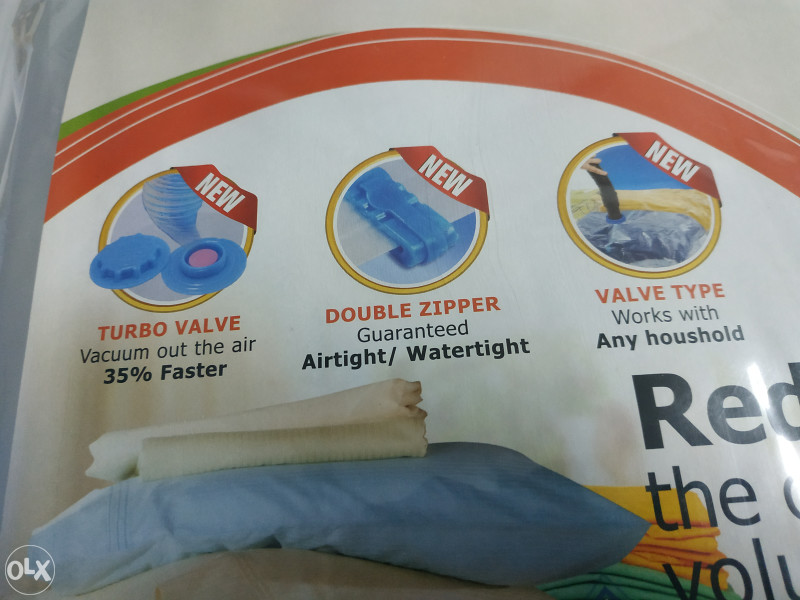 NEW
TURBO VALVE
Vacuum out the air
35% Faster
NEW
DOUBLE ZIPPER
Guaranteed
Airtight/ Watertight
NEW
VALVE TYPE
Works with
Any houshold
the
OLX